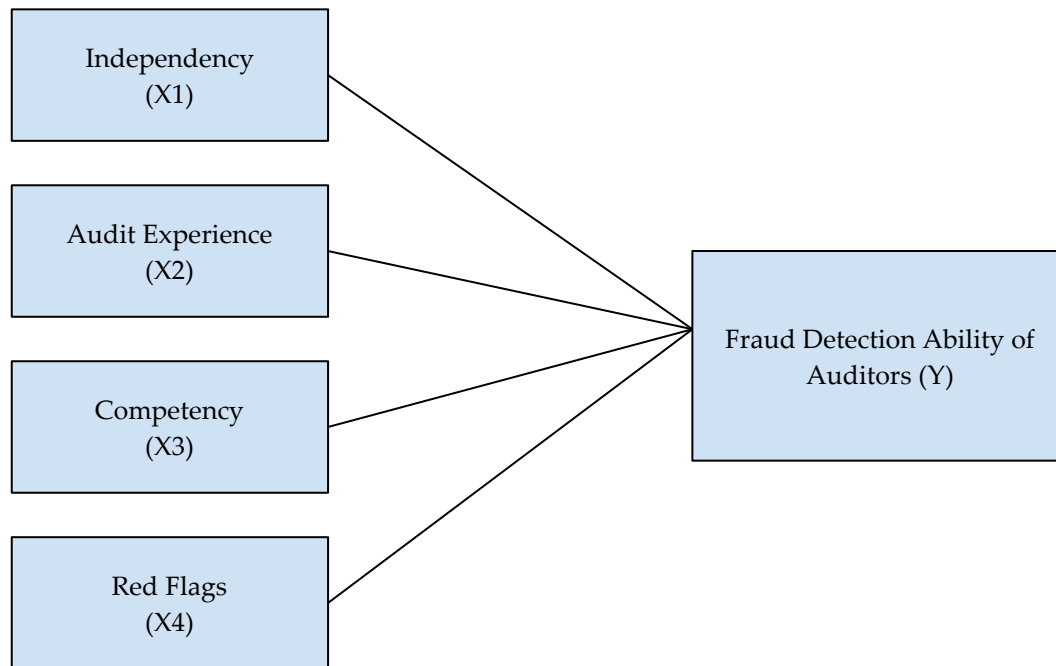 Independency
(X1)
Audit Experience
(X2)
Fraud Detection Ability of
Auditors (Y)
Competency
(X3)
Red Flags
(X4)